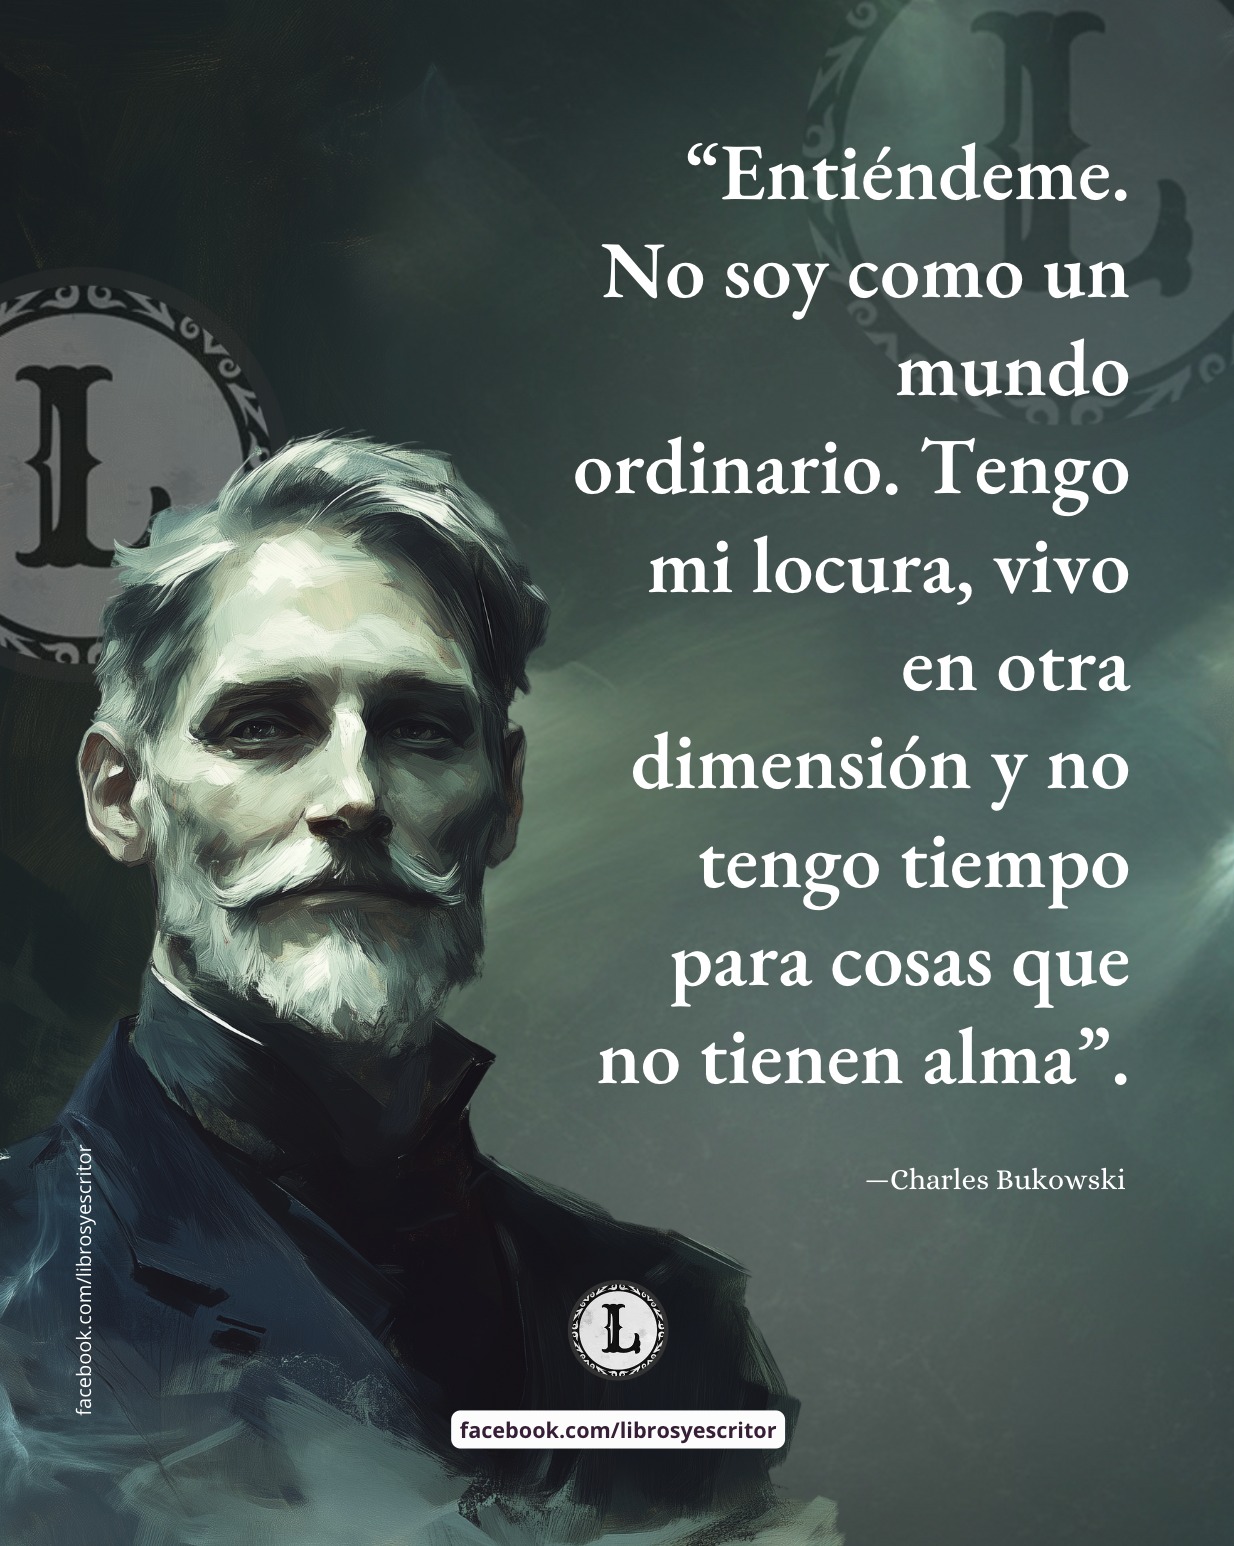 “Entiéndeme.
No soy como un
mundo
ordinario. Tengo
mi locura, vivo
en otra
dimensión y no
tengo tiempo
para cosas que
no tienen alma”.
—Charles Bukowski
L
L
L
facebook.com/librosyescritor
facebook.com/librosyescritor